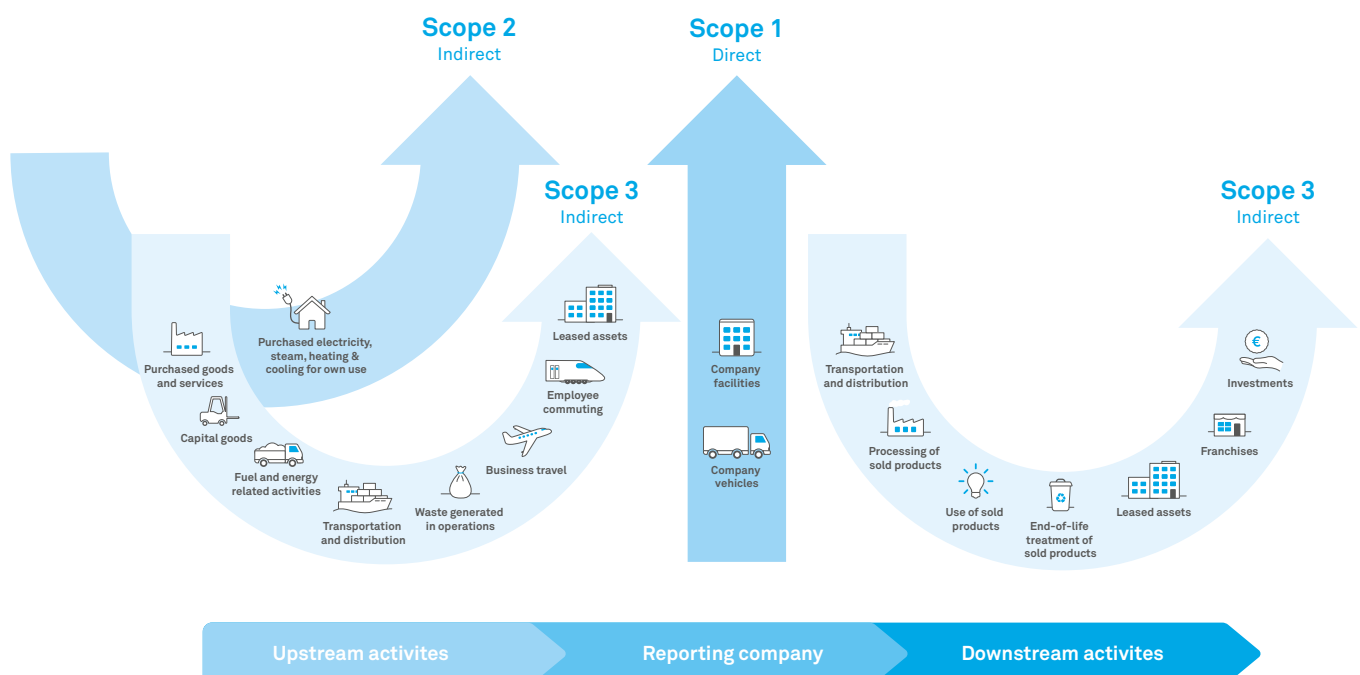 Scope 2
Indirect
Scope 1
Direct
Scope 3
Indirect
Scope 3
Indirect
Purchased electricity,
steam, heating &
cooling for own use
Purchased goods
and services
Capital goods
Fuel and energy
related activities
Transportation
and distribution
Waste generated
in operations
Business travel
Employee
commuting
Leased assets
Company
facilities
Company
vehicles
Transportation
and distribution
Processing of
sold products
Use of sold
products
End-of-life
treatment of
sold products
Leased assets
Franchises
€
Investments
Upstream activites
Reporting company
Downstream activites